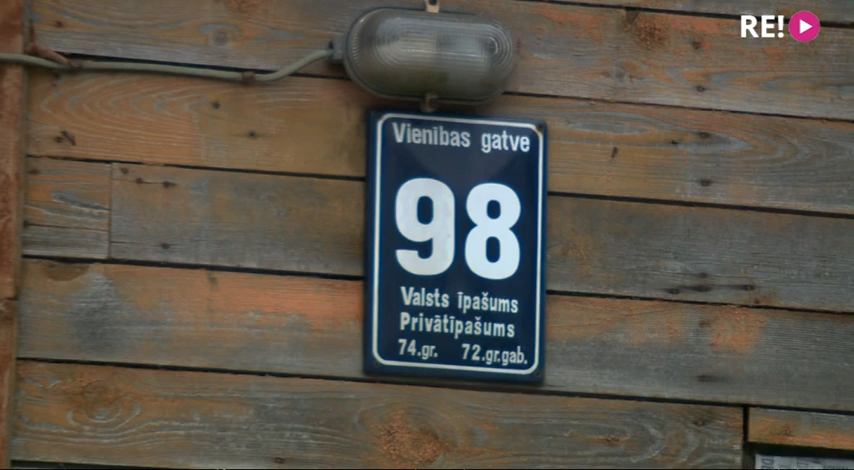 RE!
Vienības gatve
98
Valsts īpašums
Privātīpašums
74.gr. 72.gr.gab.